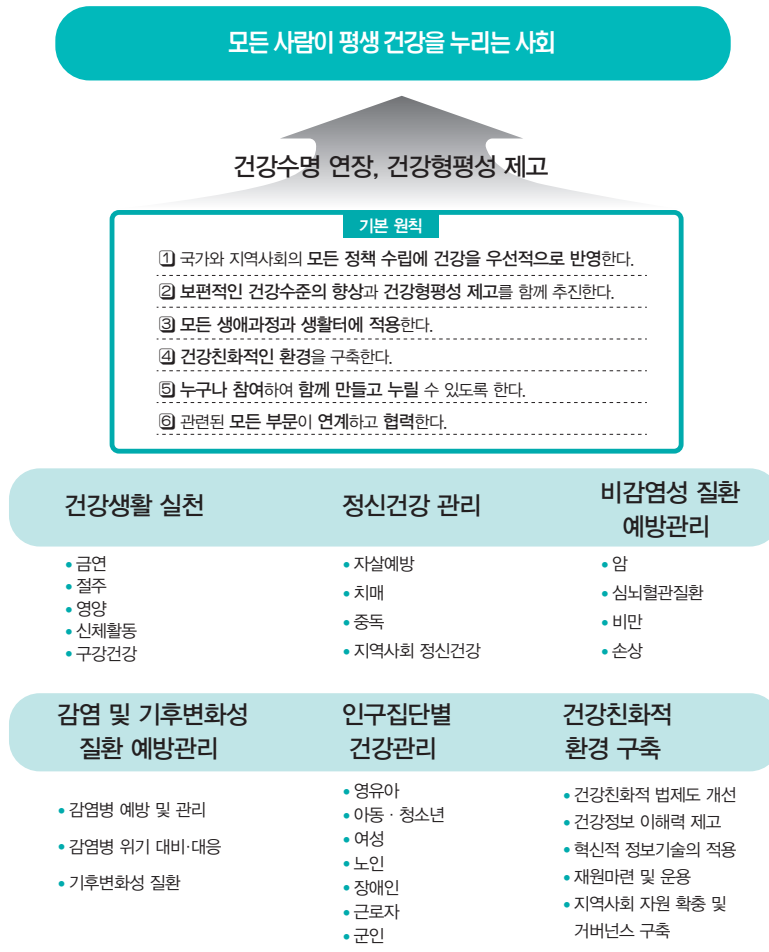 모든 사람이 평생 건강을 누리는 사회
건강수명 연장, 건강형평성 제고
기본 원칙
1 국가와 지역사회의 모든 정책 수립에 건강을 우선적으로 반영한다.
2 보편적인 건강수준의 향상과 건강형평성 제고를 함께 추진한다.
3 모든 생애과정과 생활터에 적용한다.
4 건강친화적인 환경을 구축한다.
5 누구나 참여하여 함께 만들고 누릴 수 있도록 한다.
6 관련된 모든 부문이 연계하고 협력한다.
건강생활 실천
• 금연
• 절주
• 영양
• 신체활동
• 구강건강
정신건강 관리
• 자살예방
• 치매
• 중독
• 지역사회 정신건강
비감염성 질환
예방관리
• 암
• 심뇌혈관질환
• 비만
• 손상
감염 및 기후변화성
질환 예방관리
• 감염병 예방 및 관리
• 감염병 위기 대비·대응
• 기후변화성 질환
인구집단별
건강관리
• 영유아
• 아동 · 청소년
• 여성
• 노인
• 장애인
• 근로자
• 군인
건강친화적
환경 구축
• 건강친화적 법제도 개선
• 건강정보 이해력 제고
• 혁신적 정보기술의 적용
• 재원마련 및 운용
• 지역사회 자원 확충 및
거버넌스 구축